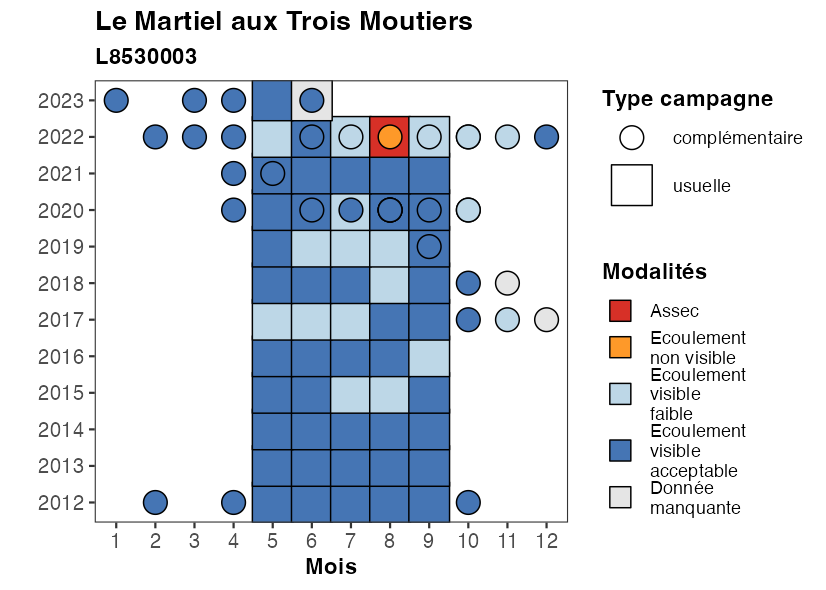 Le Martiel aux Trois Moutiers
L8530003
2023
2022
2021
2020
2019
2018
2017
2016
2015
2014
2013
2012
1 2 3 4 5 6 7 8 9 10 11 12
Mois
Type campagne
complémentaire
usuelle
Modalités
Assec
Ecoulement
non visible
Ecoulement
visible
faible
Ecoulement
visible
acceptable
Donnée
manquante